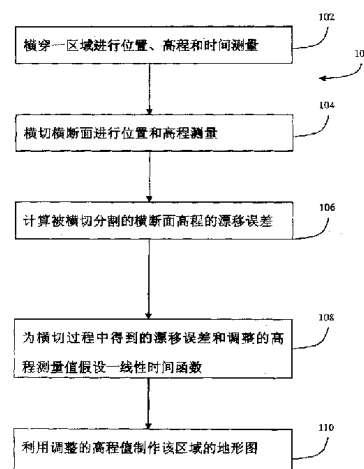 102
横穿一区域进行位置、高程和时间测量
10
104
横切横断面进行位置和高程测量
106
计算被横切分割的横断面高程的漂移误差
108
为横切过程中得到的漂移误差和调整的高
程测量值假设一线性时间函数
110
利用调整的高程值制作该区域的地形图